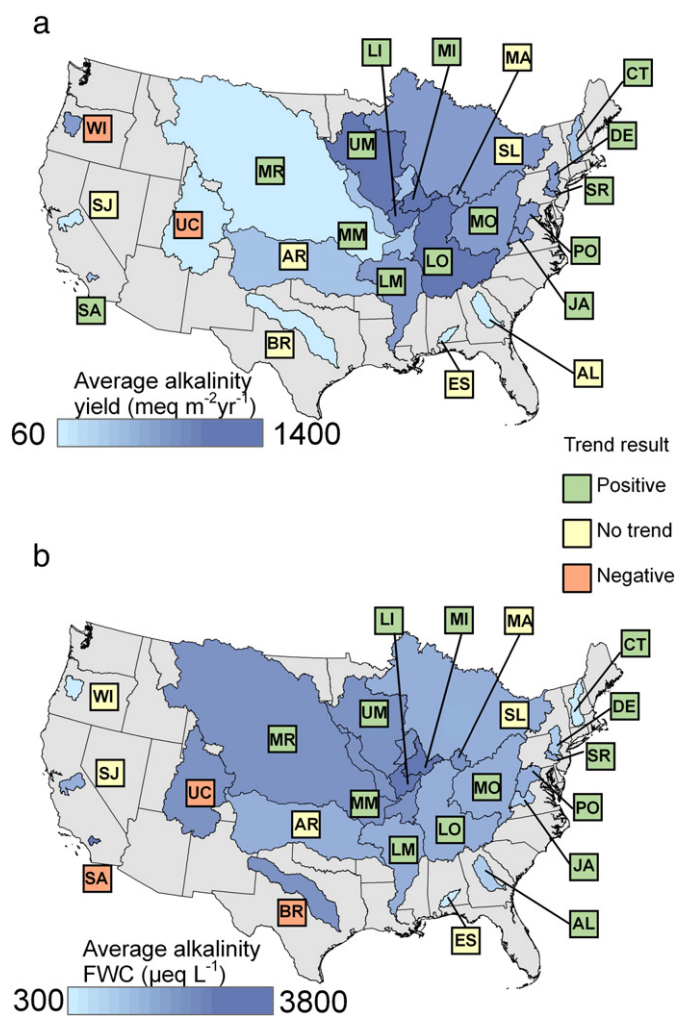 a
LI MI MA CT
WI UM SL DE
MR SR
SJ UC MM MO
AR LO PO
LM
SA BR JA
ES AL
Average alkalinity
yield (meq m⁻²yr⁻¹)
60 1400
Trend result
Positive
No trend
Negative
b
LI MI MA CT
WI UM SL DE
MR SR
SJ UC MM MO PO
AR LO
LM JA
SA BR AL
ES
Average alkalinity
FWC (µeq L⁻¹)
300 3800